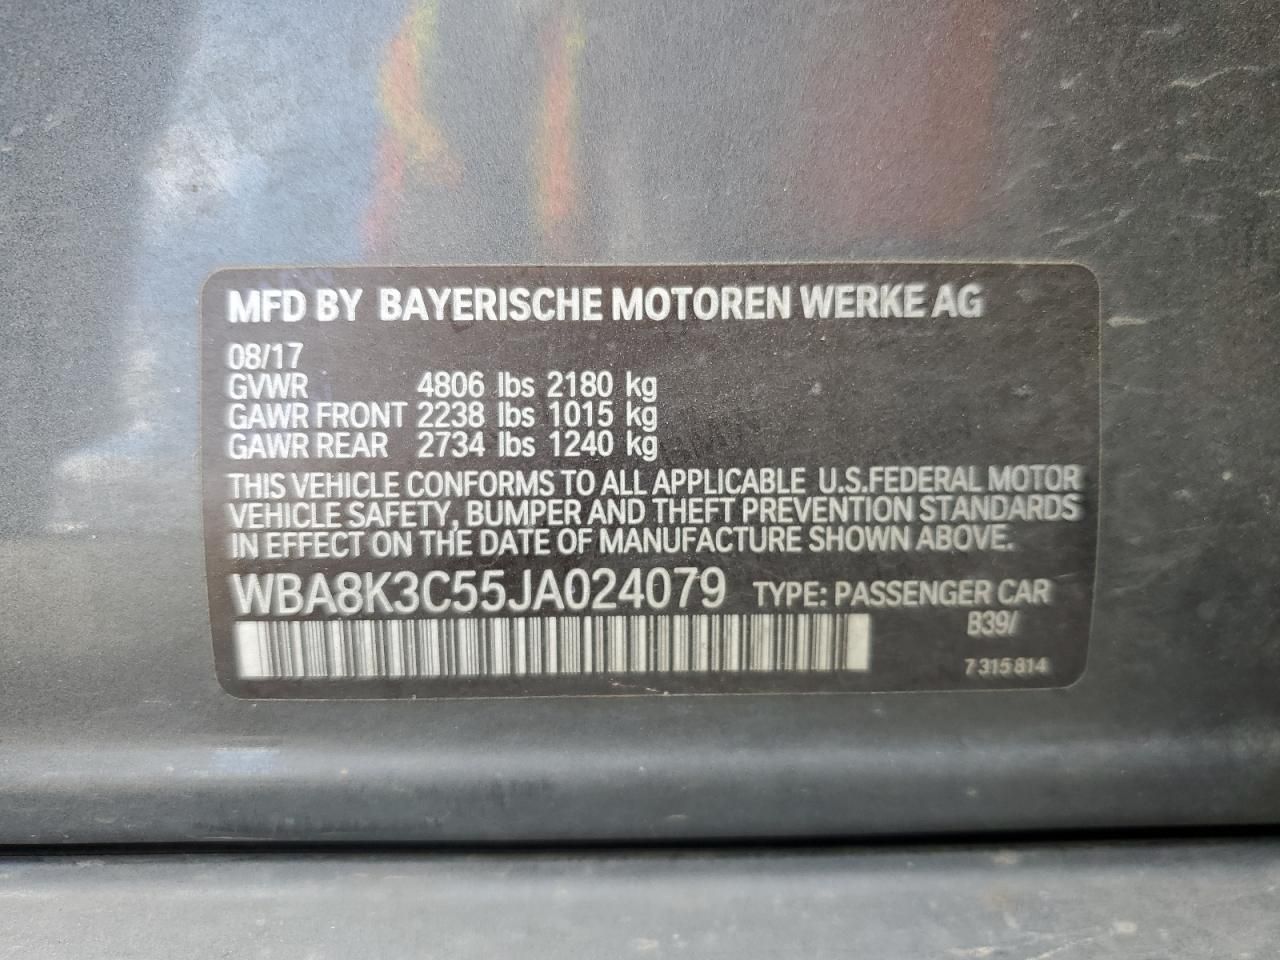 MFD BY BAYERISCHE MOTOREN WERKE AG
08/17
GVWR 4806 lbs 2180 kg
GAWR FRONT 2238 lbs 1015 kg
GAWR REAR 2734 lbs 1240 kg
THIS VEHICLE CONFORMS TO ALL APPLICABLE U.S.FEDERAL MOTOR
VEHICLE SAFETY, BUMPER AND THEFT PREVENTION STANDARDS
IN EFFECT ON THE DATE OF MANUFACTURE SHOWN ABOVE.
WBA8K3C55JA024079 TYPE: PASSENGER CAR
B39/
7 315 814